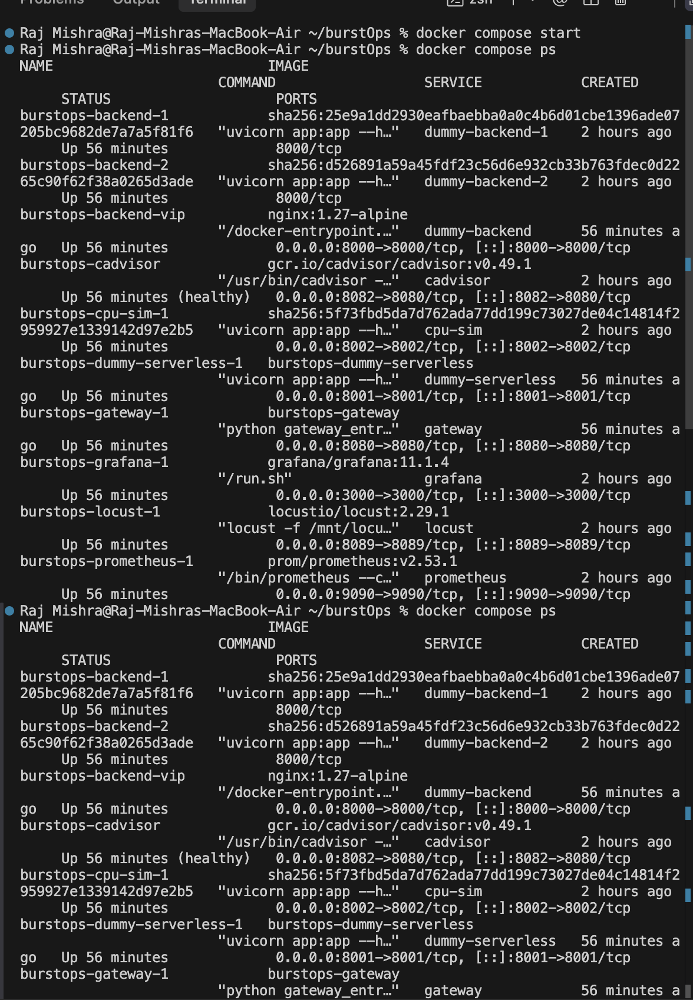 Problems Output Terminal zsh
Raj Mishra@Raj-Mishras-MacBook-Air ~/burstOps % docker compose start
Raj Mishra@Raj-Mishras-MacBook-Air ~/burstOps % docker compose ps
NAME IMAGE
COMMAND SERVICE CREATED
STATUS PORTS
burstops-backend-1 sha256:25e9a1dd2930eafbaebba0a0c4b6d01cbe1396ade07
205bc9682de7a7a5f81f6 "uvicorn app:app --h…" dummy-backend-1 2 hours ago
Up 56 minutes 8000/tcp
burstops-backend-2 sha256:d526891a59a45fdf23c56d6e932cb33b763fdec0d22
65c90f62f38a0265d3ade "uvicorn app:app --h…" dummy-backend-2 2 hours ago
Up 56 minutes 8000/tcp
burstops-backend-vip nginx:1.27-alpine
"/docker-entrypoint.…" dummy-backend 56 minutes a
go Up 56 minutes 0.0.0.0:8000->8000/tcp, [::]:8000->8000/tcp
burstops-cadvisor gcr.io/cadvisor/cadvisor:v0.49.1
"/usr/bin/cadvisor -…" cadvisor 2 hours ago
Up 56 minutes (healthy) 0.0.0.0:8082->8080/tcp, [::]:8082->8080/tcp
burstops-cpu-sim-1 sha256:5f73fbd5da7d762ada77dd199c73027de04c14814f2
959927e1339142d97e2b5 "uvicorn app:app --h…" cpu-sim 2 hours ago
Up 56 minutes 0.0.0.0:8002->8002/tcp, [::]:8002->8002/tcp
burstops-dummy-serverless-1 burstops-dummy-serverless
"uvicorn app:app --h…" dummy-serverless 56 minutes a
go Up 56 minutes 0.0.0.0:8001->8001/tcp, [::]:8001->8001/tcp
burstops-gateway-1 burstops-gateway
"python gateway_entr…" gateway 56 minutes a
go Up 56 minutes 0.0.0.0:8080->8080/tcp, [::]:8080->8080/tcp
burstops-grafana-1 grafana/grafana:11.1.4
"/run.sh" grafana 2 hours ago
Up 56 minutes 0.0.0.0:3000->3000/tcp, [::]:3000->3000/tcp
burstops-locust-1 locustio/locust:2.29.1
"locust -f /mnt/locu…" locust 2 hours ago
Up 56 minutes 0.0.0.0:8089->8089/tcp, [::]:8089->8089/tcp
burstops-prometheus-1 prom/prometheus:v2.53.1
"/bin/prometheus --c…" prometheus 2 hours ago
Up 56 minutes 0.0.0.0:9090->9090/tcp, [::]:9090->9090/tcp
Raj Mishra@Raj-Mishras-MacBook-Air ~/burstOps % docker compose ps
NAME IMAGE
COMMAND SERVICE CREATED
STATUS PORTS
burstops-backend-1 sha256:25e9a1dd2930eafbaebba0a0c4b6d01cbe1396ade07
205bc9682de7a7a5f81f6 "uvicorn app:app --h…" dummy-backend-1 2 hours ago
Up 56 minutes 8000/tcp
burstops-backend-2 sha256:d526891a59a45fdf23c56d6e932cb33b763fdec0d22
65c90f62f38a0265d3ade "uvicorn app:app --h…" dummy-backend-2 2 hours ago
Up 56 minutes 8000/tcp
burstops-backend-vip nginx:1.27-alpine
"/docker-entrypoint.…" dummy-backend 56 minutes a
go Up 56 minutes 0.0.0.0:8000->8000/tcp, [::]:8000->8000/tcp
burstops-cadvisor gcr.io/cadvisor/cadvisor:v0.49.1
"/usr/bin/cadvisor -…" cadvisor 2 hours ago
Up 56 minutes (healthy) 0.0.0.0:8082->8080/tcp, [::]:8082->8080/tcp
burstops-cpu-sim-1 sha256:5f73fbd5da7d762ada77dd199c73027de04c14814f2
959927e1339142d97e2b5 "uvicorn app:app --h…" cpu-sim 2 hours ago
Up 56 minutes 0.0.0.0:8002->8002/tcp, [::]:8002->8002/tcp
burstops-dummy-serverless-1 burstops-dummy-serverless
"uvicorn app:app --h…" dummy-serverless 56 minutes a
go Up 56 minutes 0.0.0.0:8001->8001/tcp, [::]:8001->8001/tcp
burstops-gateway-1 burstops-gateway
"python gateway_entr…" gateway 56 minutes a